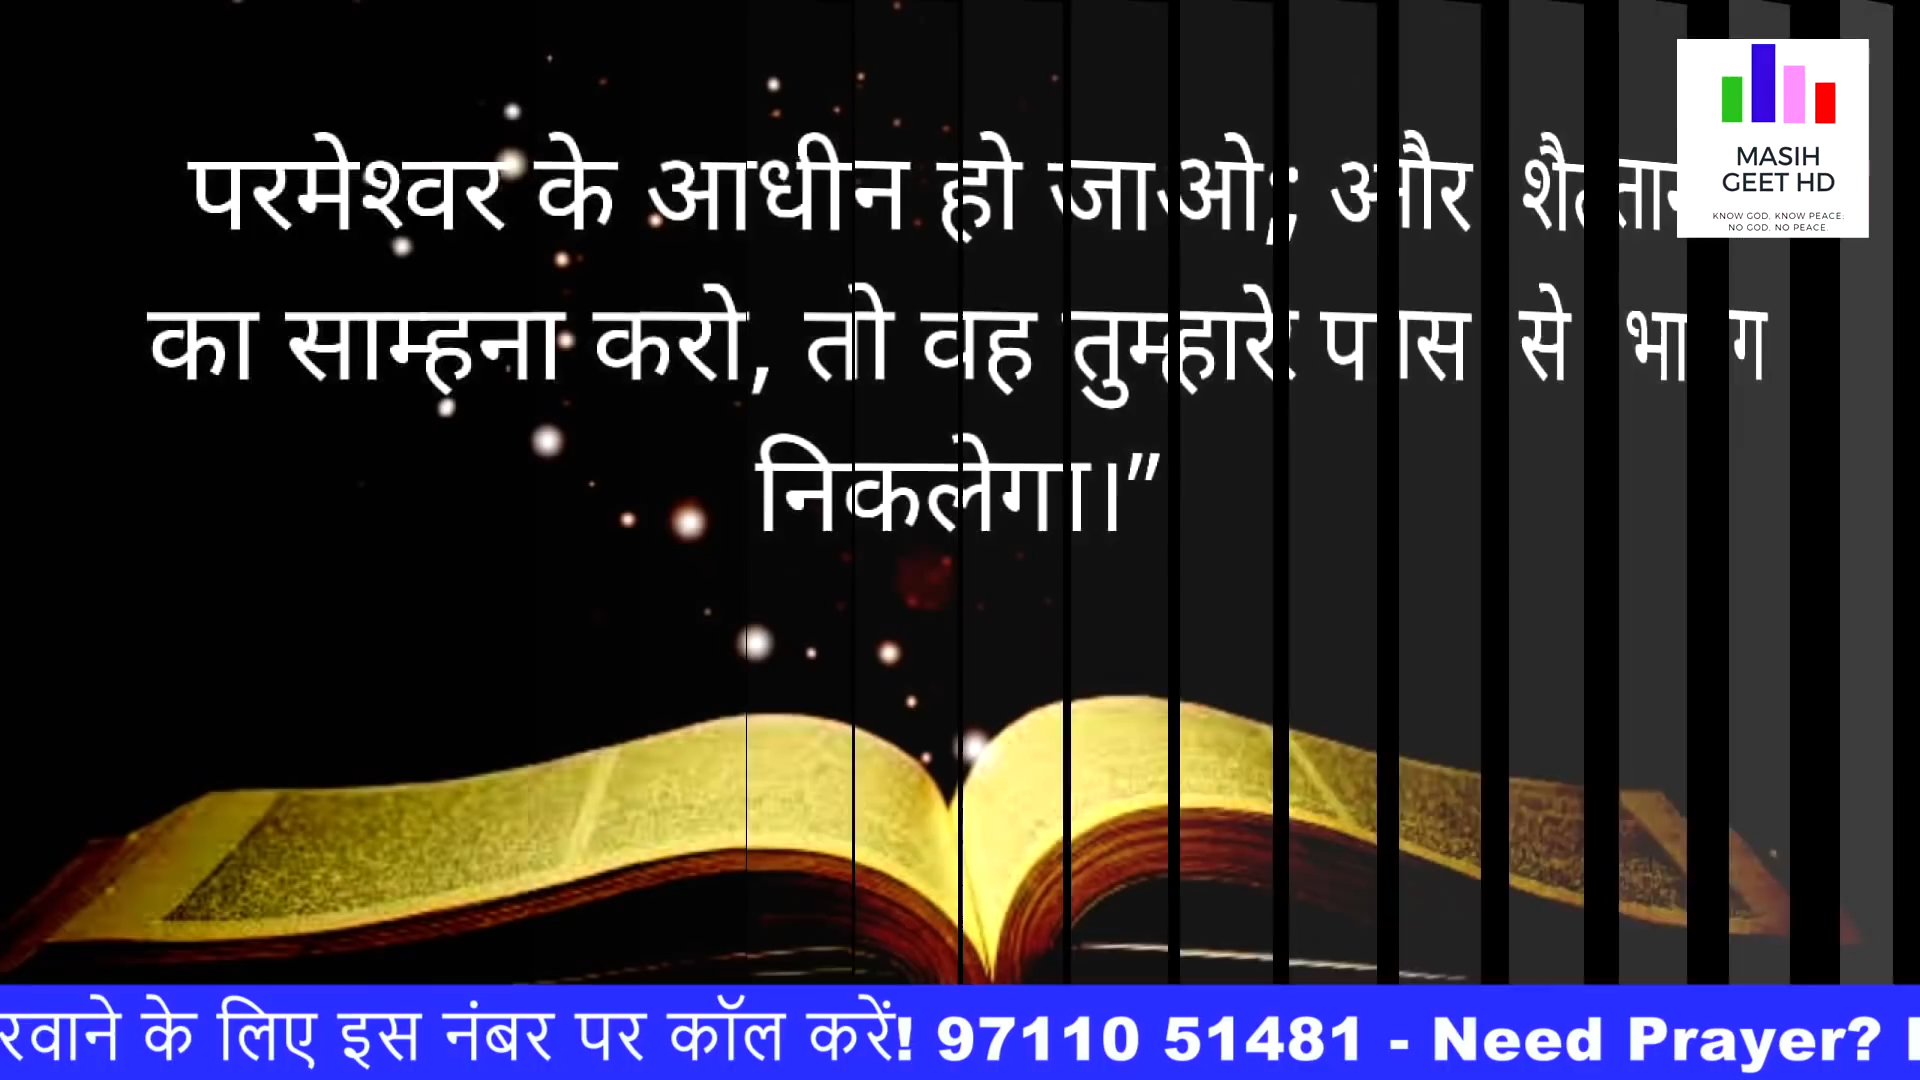 परमेश्वर के आधीन हो जाओ; और शैतान
का साम्हना करो, तो वह तुम्हारे पास से भाग
निकलेगा।”
MASIH
GEET HD
KNOW GOD. KNOW PEACE:
NO GOD. NO PEACE.
रवाने के लिए इस नंबर पर कॉल करें! 97110 51481 - Need Prayer?